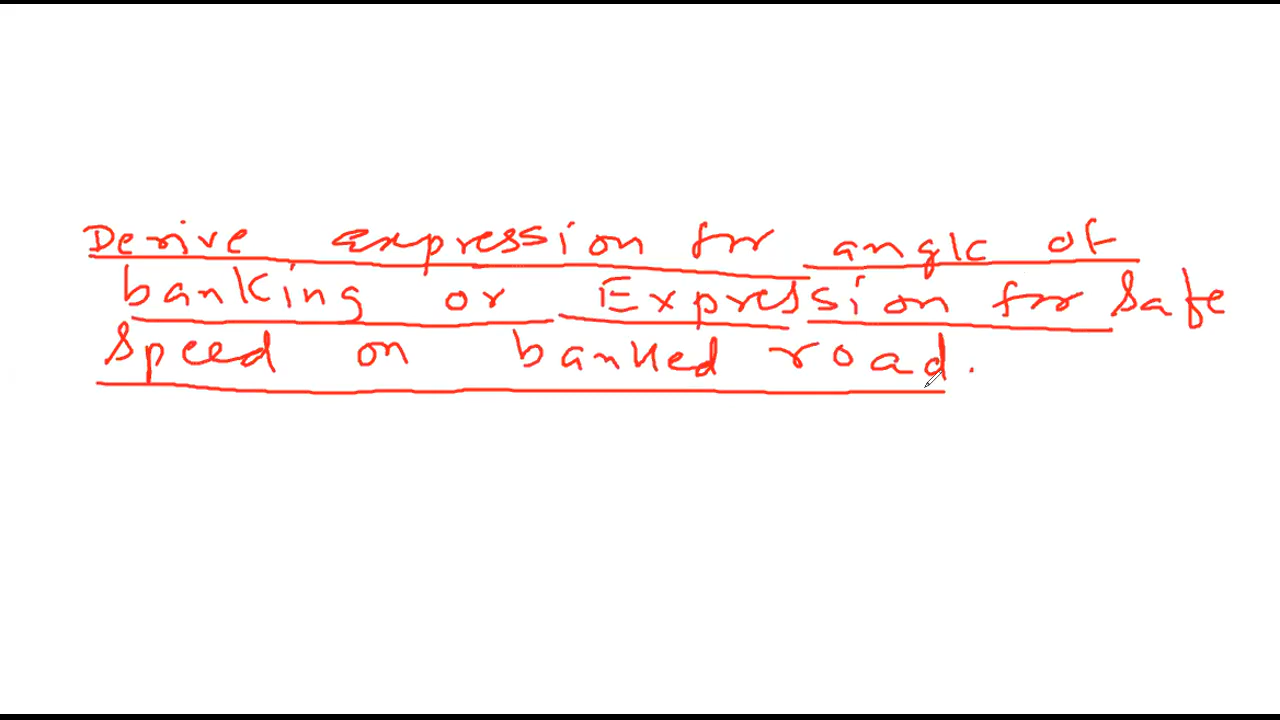 Derive expression for angle of
banking or Expression for Safe
Speed on banked road.